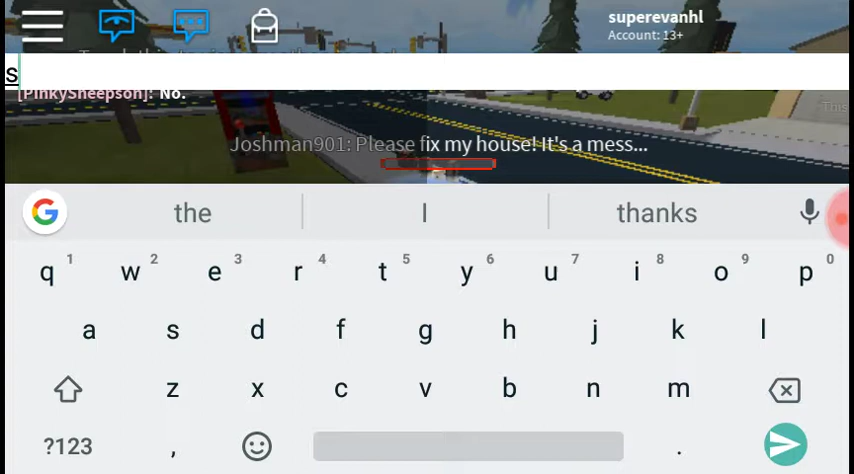 superevanhl
Account: 13+
s
[PinkySheepson]: No.
This
Joshman901: Please fix my house! It's a mess...
the I thanks
q 1 w 2 e 3 r 4 t 5 y 6 u 7 i 8 o 9 p 0
a s d f g h j k l
z x c v b n m
?123 , .